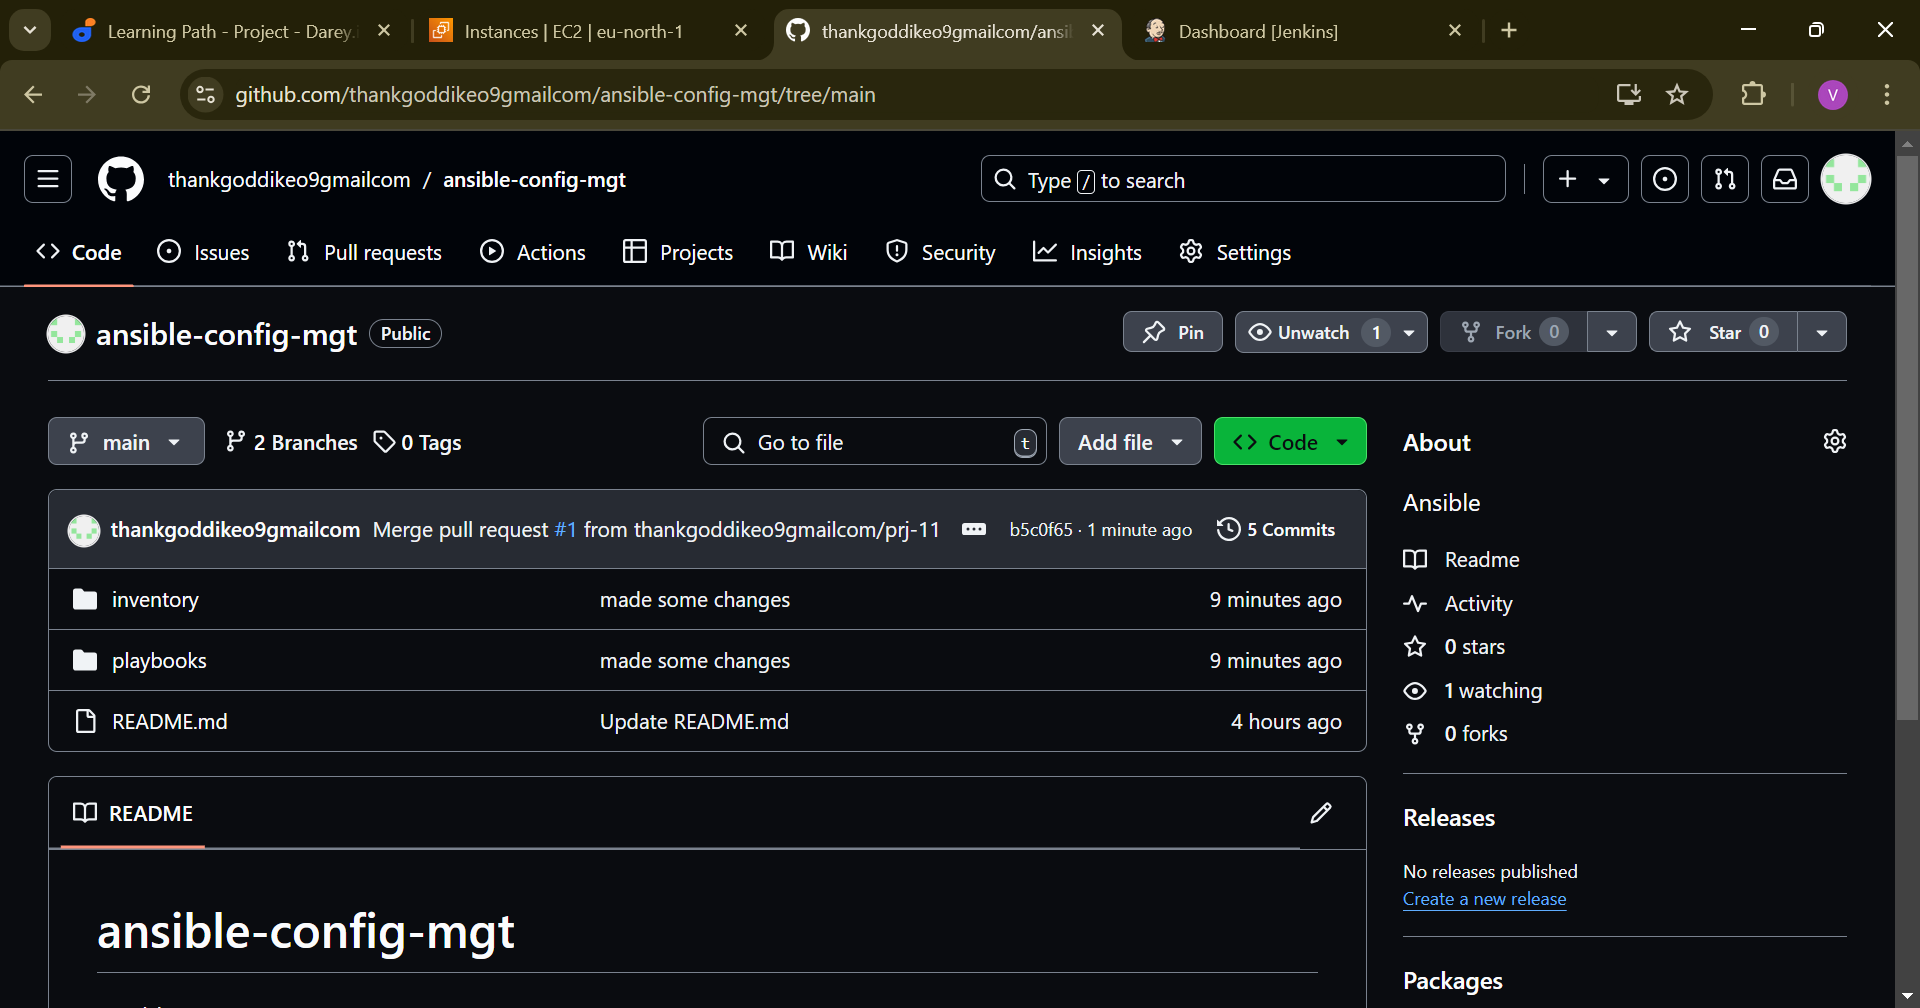 Learning Path - Project - Darey.
Instances | EC2 | eu-north-1
thankgoddikeo9gmailcom/ansi
Dashboard [Jenkins]
github.com/thankgoddikeo9gmailcom/ansible-config-mgt/tree/main
V
thankgoddikeo9gmailcom / ansible-config-mgt
Type / to search
Code
Issues
Pull requests
Actions
Projects
Wiki
Security
Insights
Settings
ansible-config-mgt
Public
Pin
Unwatch 1
Fork 0
Star 0
main
2 Branches
0 Tags
Go to file
t
Add file
Code
About
thankgoddikeo9gmailcom Merge pull request #1 from thankgoddikeo9gmailcom/prj-11
b5c0f65 · 1 minute ago
5 Commits
Ansible
inventory made some changes 9 minutes ago
playbooks made some changes 9 minutes ago
README.md Update README.md 4 hours ago
Readme
Activity
0 stars
1 watching
0 forks
README
Releases
No releases published
Create a new release
ansible-config-mgt
Packages